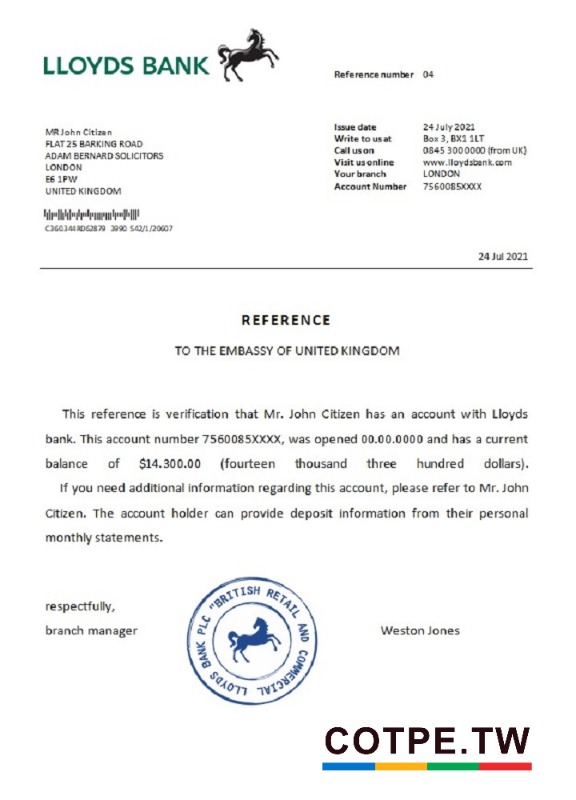 LLOYDS BANK
Reference number 04
MR John Citizen
FLAT 25 BARKING ROAD
ADAM BERNARD SOLICITORS
LONDON
E6 1PW
UNITED KINGDOM
Issue date 24 July 2021
Write to us at Box 3, BX1 1LT
Call us on 0845 300 0000 (from UK)
Visit us online www.lloydsbank.com
Your branch LONDON
Account Number 7560085XXXX
24 Jul 2021
REFERENCE
TO THE EMBASSY OF UNITED KINGDOM
This reference is verification that Mr. John Citizen has an account with Lloyds
bank. This account number 7560085XXXX, was opened 00.00.0000 and has a current
balance of $14.300.00 (fourteen thousand three hundred dollars).
If you need additional information regarding this account, please refer to Mr. John
Citizen. The account holder can provide deposit information from their personal
monthly statements.
respectfully,
branch manager
LLOYDS BANK PLC "BRITISH RETAIL AND COMMERCIAL
Weston Jones
COTPE.TW